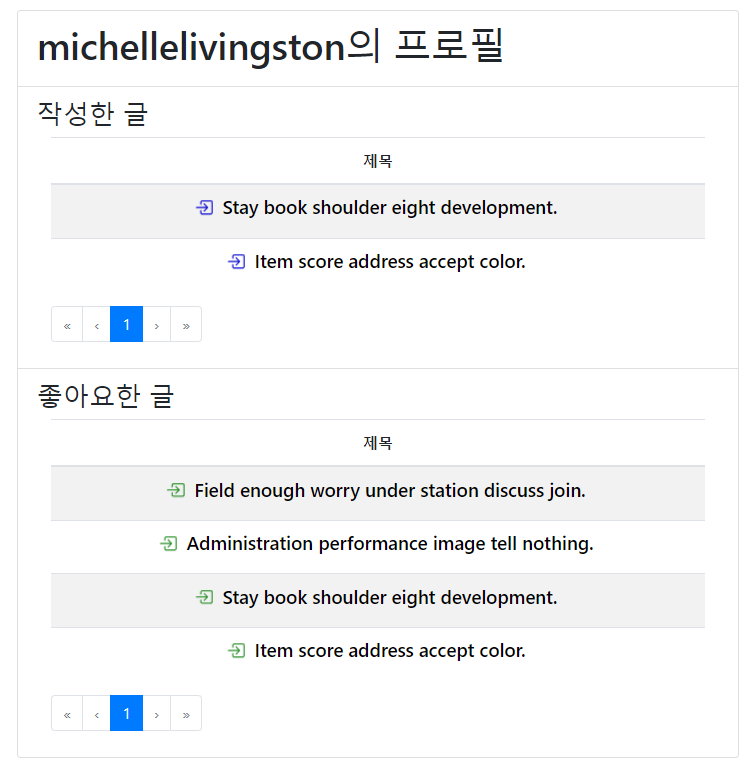 michellelivingston의 프로필
작성한 글
제목
Stay book shoulder eight development.
Item score address accept color.
« ‹ 1 › »
좋아요한 글
제목
Field enough worry under station discuss join.
Administration performance image tell nothing.
Stay book shoulder eight development.
Item score address accept color.
« ‹ 1 › »